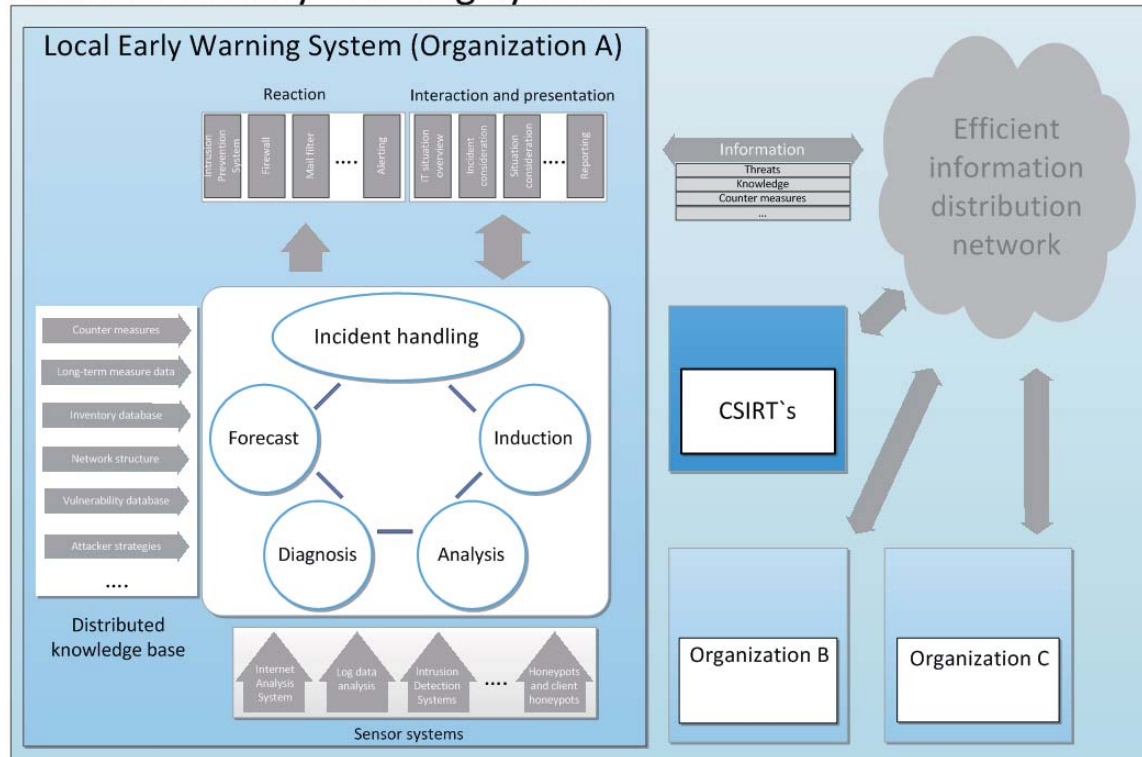 Local Early Warning System (Organization A)
Reaction
Interaction and presentation
Intrusion
Prevention
System
Firewall
Mail filter
....
Alerting
IT situation
overview
Incident
consideration
Situation
consideration
....
Reporting
Information
Threats
Knowledge
Counter measures
...
Efficient
information
distribution
network
Counter measures
Long-term measure data
Inventory database
Network structure
Vulnerability database
Attacker strategies
....
Distributed
knowledge base
Incident handling
Forecast
Induction
Diagnosis
Analysis
Internet
Analysis
System
Log data
analysis
Intrusion
Detection
Systems
....
Honeypots
and client
honeypots
Sensor systems
CSIRT`s
Organization B
Organization C